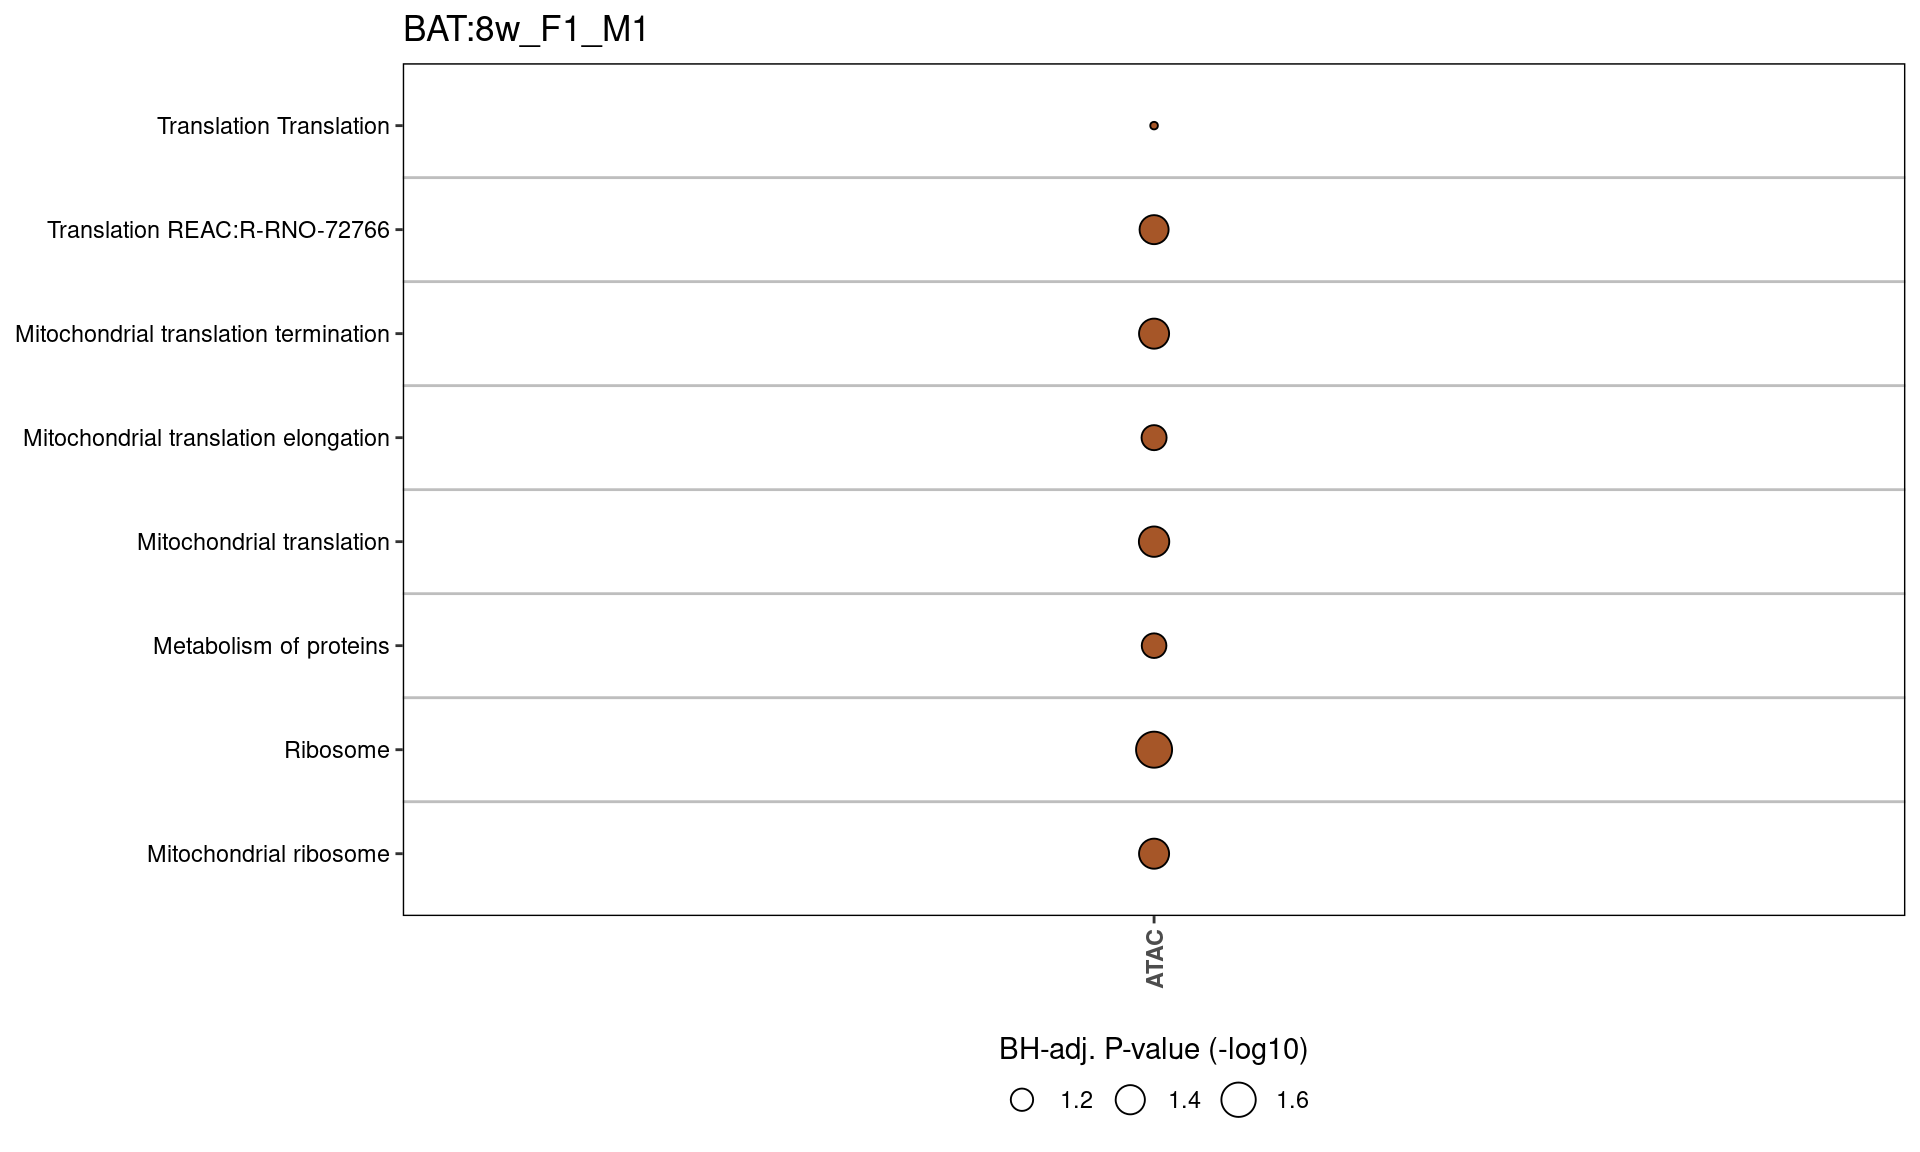 BAT:8w_F1_M1
Translation Translation
Translation REAC:R-RNO-72766
Mitochondrial translation termination
Mitochondrial translation elongation
Mitochondrial translation
Metabolism of proteins
Ribosome
Mitochondrial ribosome
ATAC
BH-adj. P-value (-log10)
1.2 1.4 1.6